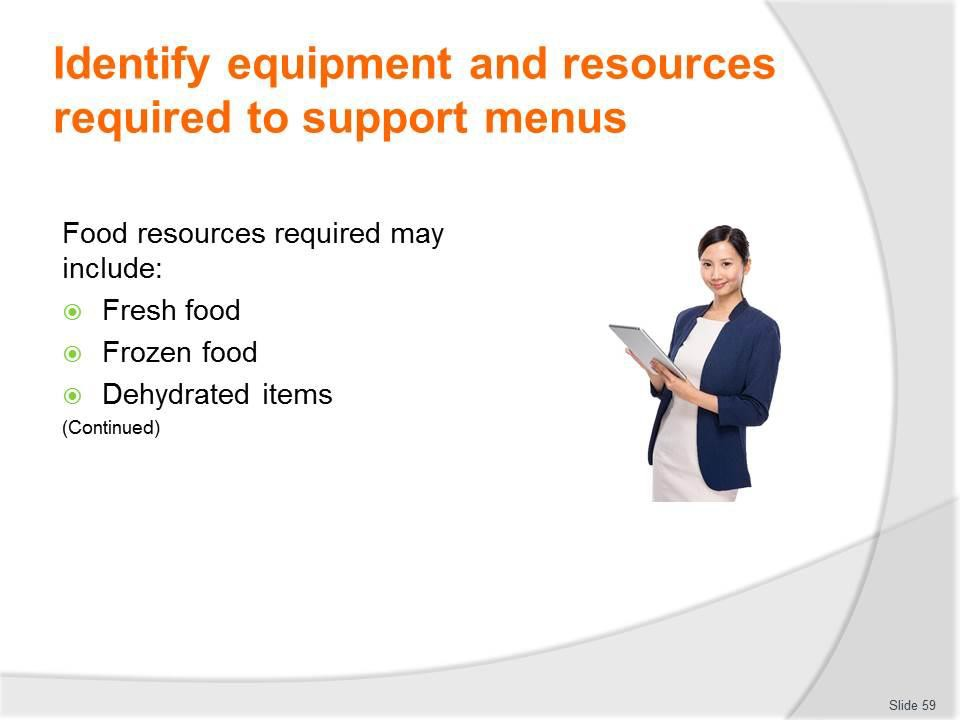 Identify equipment and resources
required to support menus
Food resources required may
include:
Fresh food
Frozen food
Dehydrated items
(Continued)
Slide 59